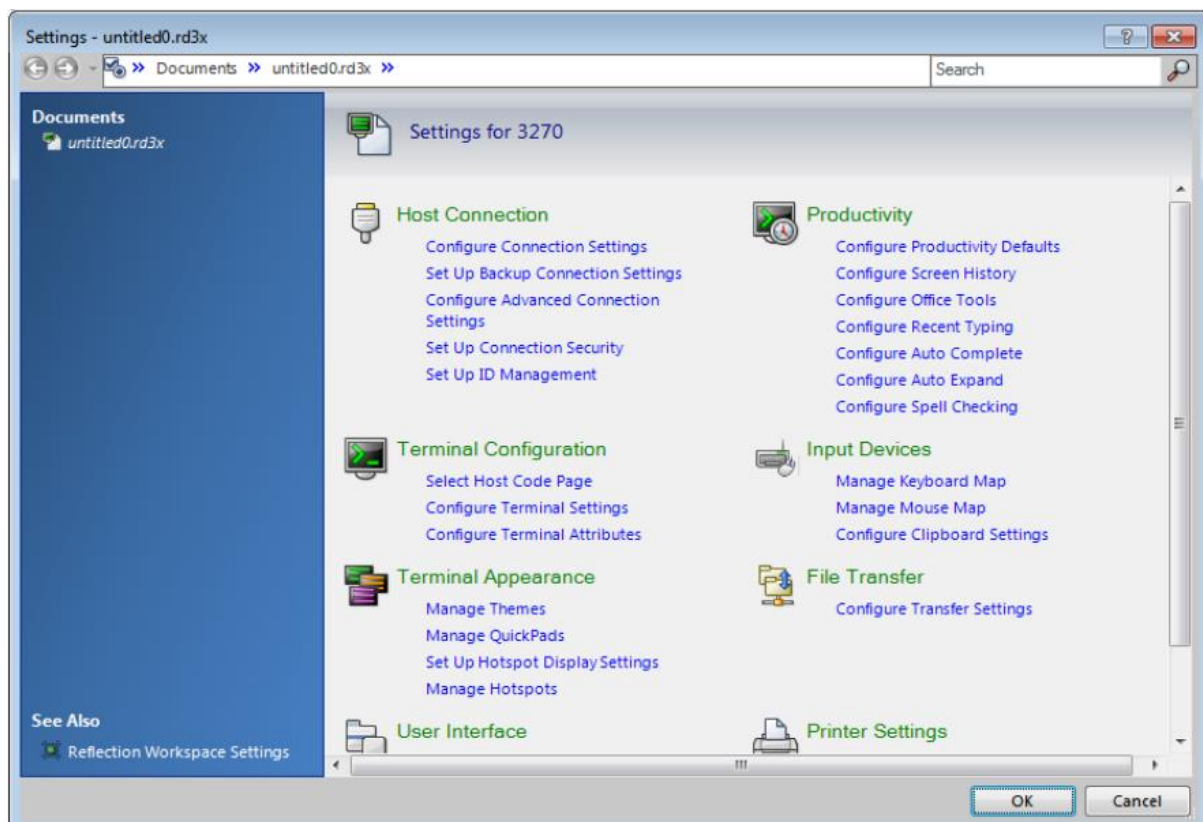 Settings - untitled0.rd3x
» Documents » untitled0.rd3x »
Search
Documents
untitled0.rd3x
See Also
Reflection Workspace Settings
Settings for 3270
Host Connection
Configure Connection Settings
Set Up Backup Connection Settings
Configure Advanced Connection
Settings
Set Up Connection Security
Set Up ID Management
Productivity
Configure Productivity Defaults
Configure Screen History
Configure Office Tools
Configure Recent Typing
Configure Auto Complete
Configure Auto Expand
Configure Spell Checking
Terminal Configuration
Select Host Code Page
Configure Terminal Settings
Configure Terminal Attributes
Input Devices
Manage Keyboard Map
Manage Mouse Map
Configure Clipboard Settings
Terminal Appearance
Manage Themes
Manage QuickPads
Set Up Hotspot Display Settings
Manage Hotspots
File Transfer
Configure Transfer Settings
User Interface
Printer Settings
OK
Cancel